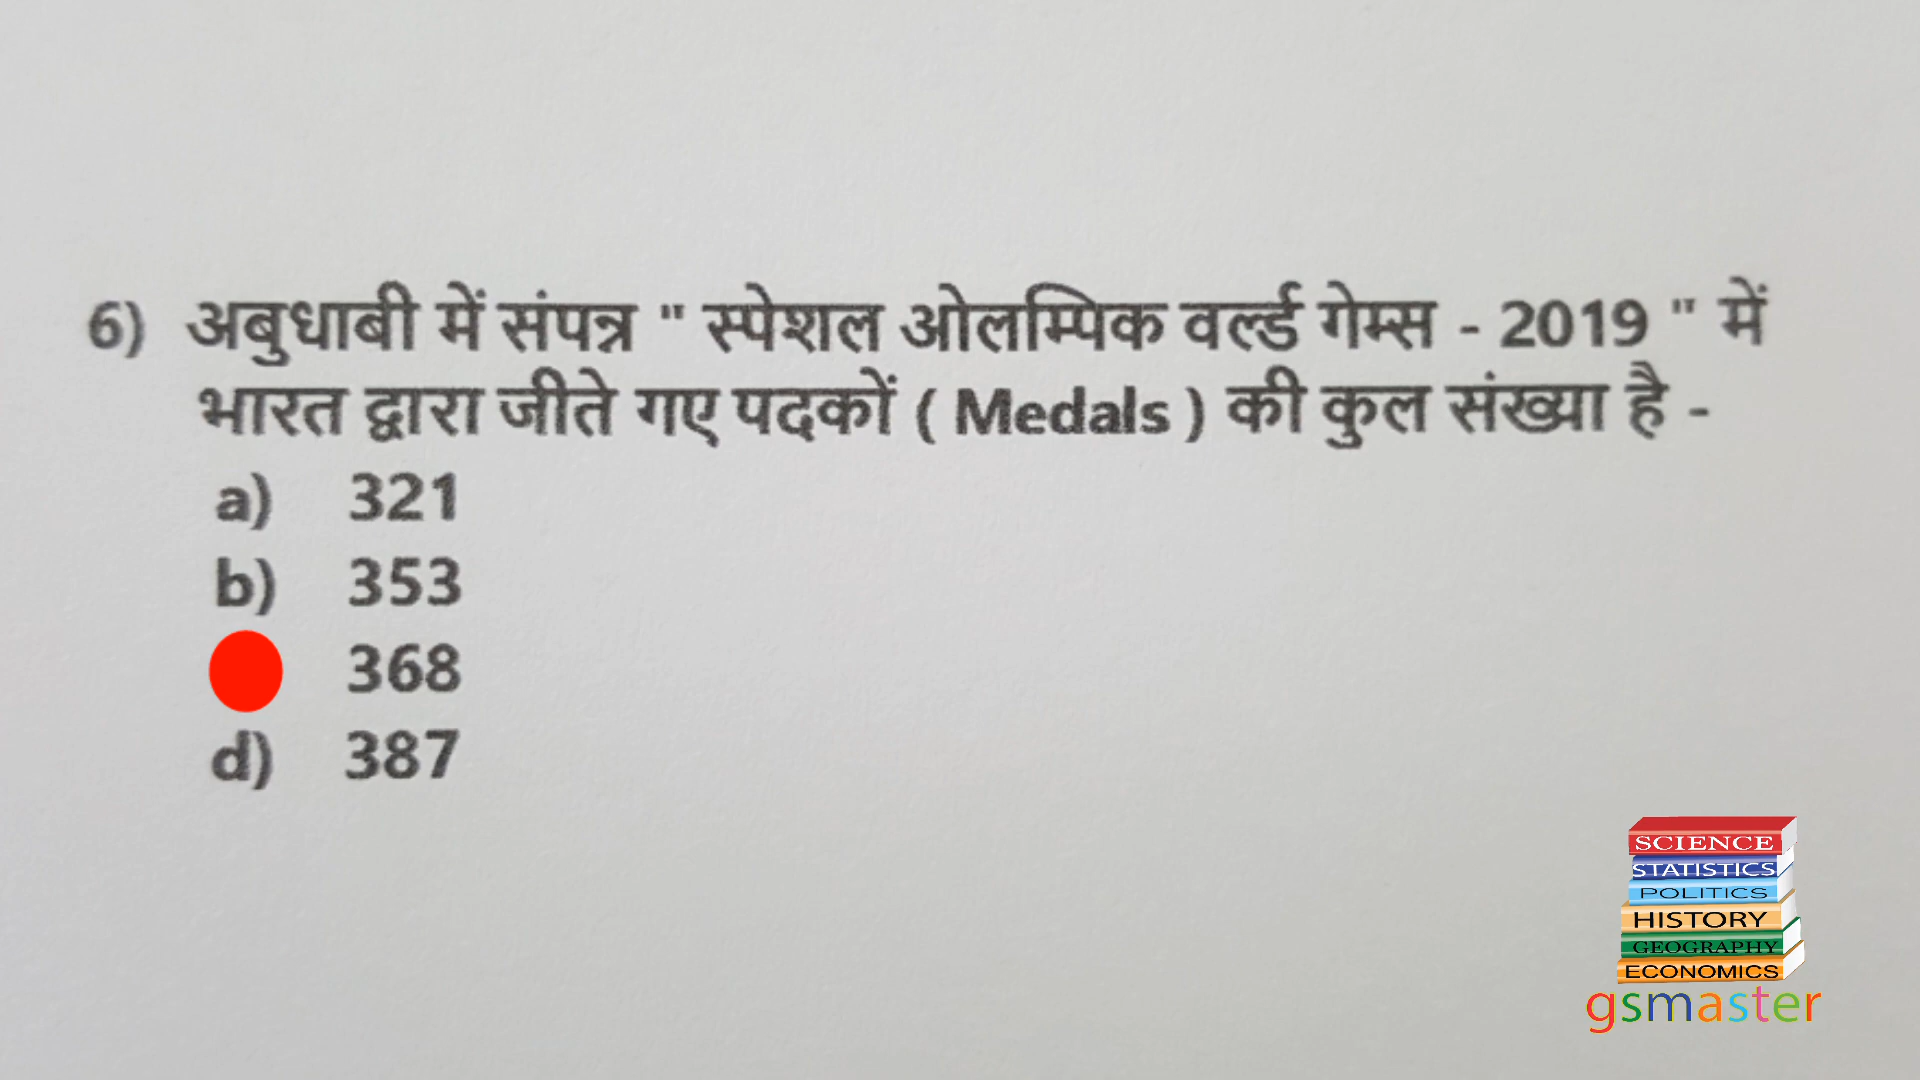 6) अबुधाबी में संपन्न " स्पेशल ओलम्पिक वर्ल्ड गेम्स - 2019 " में
भारत द्वारा जीते गए पदकों ( Medals ) की कुल संख्या है -
a) 321
b) 353
368
d) 387
SCIENCE
STATISTICS
POLITICS
HISTORY
GEOGRAPHY
ECONOMICS
gsmaster